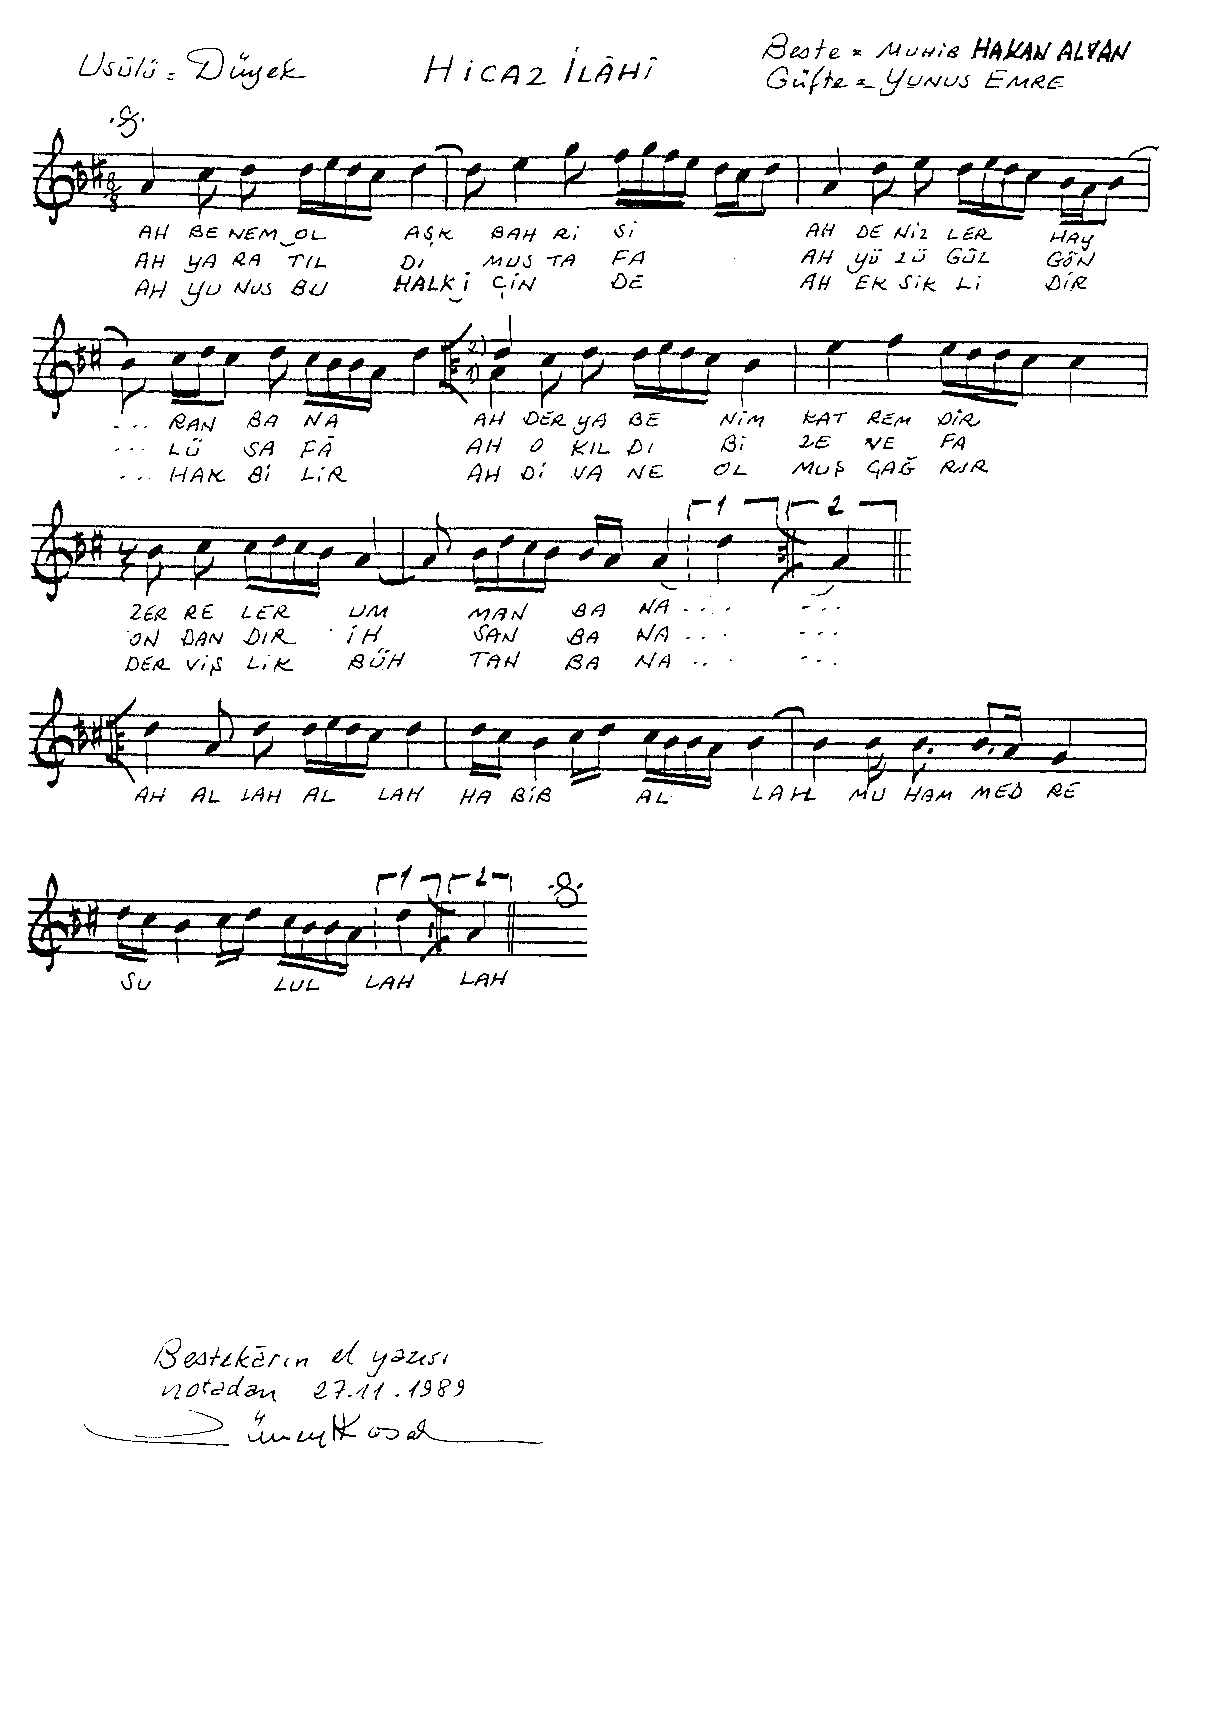 Usûlü = Düyek
HiCAZ İLÂHÎ
Beste = MUHiB HAKAN ALVAN
Güfte = YUNUS EMRE
AH BE NEM OL AŞK BAH Rİ Sİ AH DE NİZ LER HAY
AH YA RA TIL DI MUS TA FA AH YÜ ZÜ GÜL GÖN
AH YU NUS BU HALK İ ÇİN DE AH EK SİK Lİ DİR
2)
1)
... RAN BA NA AH DER YA BE NİM KAT REM DİR
... LÜ SA FÂ AH O KIL DI Bİ ZE VE FA
... HAK Bİ LİR AH Dİ VA NE OL MUŞ ÇAĞ RIR
1 2
ZER RE LER UM MAN BA NA .... ...
ON DAN DIR İH SAN BA NA ... ...
DER VİŞ LİK BÜH TAN BA NA ... ...
AH AL LAH AL LAH HA BİB AL LAH MU HAM MED RE
1 2
SU LUL LAH LAH
Bestekârın el yazısı
notadan 27.11.1989